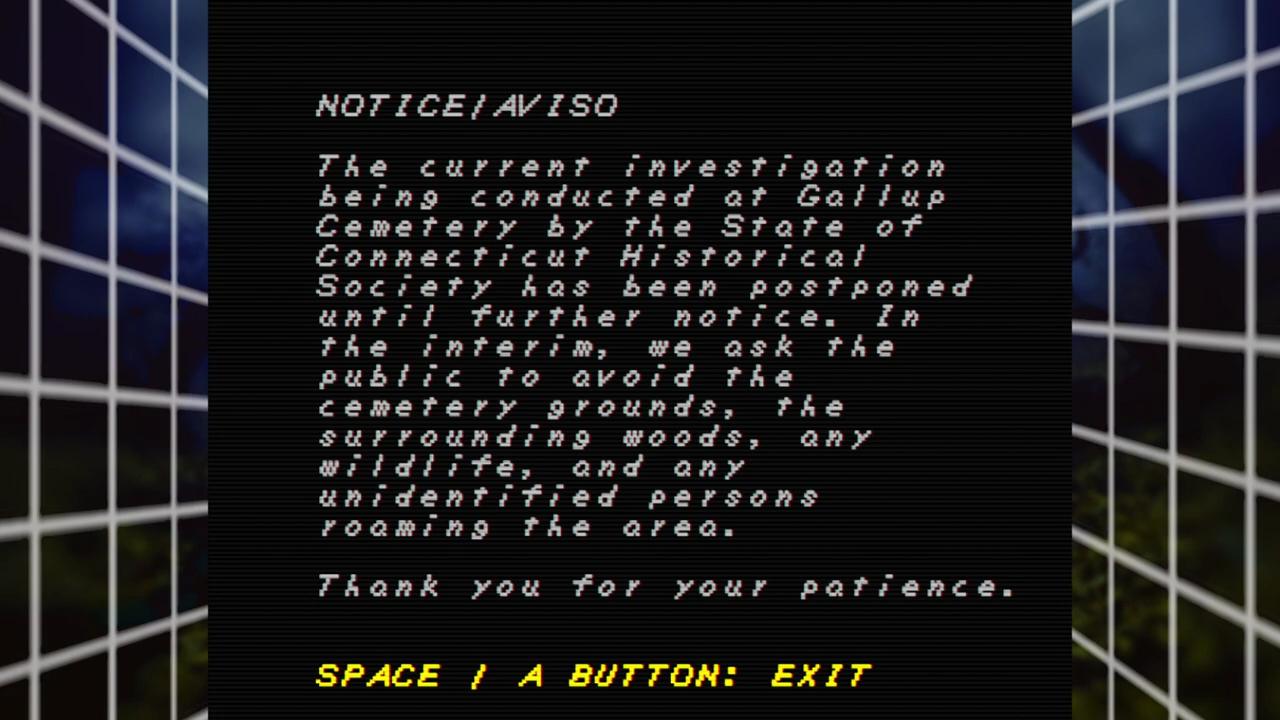 NOTICE/AVISO
The current investigation
being conducted at Gallup
Cemetery by the State of
Connecticut Historical
Society has been postponed
until further notice. In
the interim, we ask the
public to avoid the
cemetery grounds, the
surrounding woods, any
wildlife, and any
unidentified persons
roaming the area.
Thank you for your patience.
SPACE / A BUTTON: EXIT